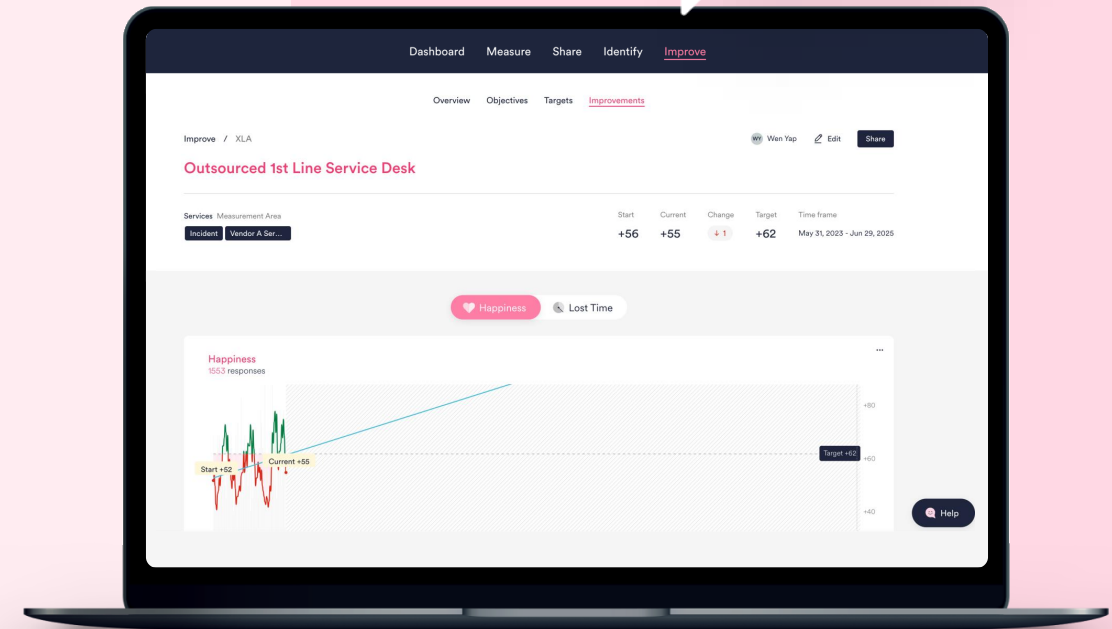 Dashboard Measure Share Identify Improve
Overview Objectives Targets Improvements
Improve / XLA
WY Wen Yap Edit Share
Outsourced 1st Line Service Desk
Services Measurement Area
Incident Vendor A Ser...
Start Current Change Target Time frame
+56 +55 ↓ 1 +62 May 31, 2023 - Jun 29, 2025
Happiness Lost Time
Happiness
1553 responses
...
+80
Target +62
+60
Current +55
Start +52
+40
Help